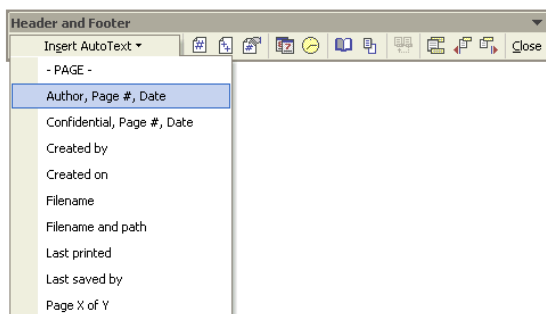 Header and Footer
Insert AutoText Close
- PAGE -
Author, Page #, Date
Confidential, Page #, Date
Created by
Created on
Filename
Filename and path
Last printed
Last saved by
Page X of Y